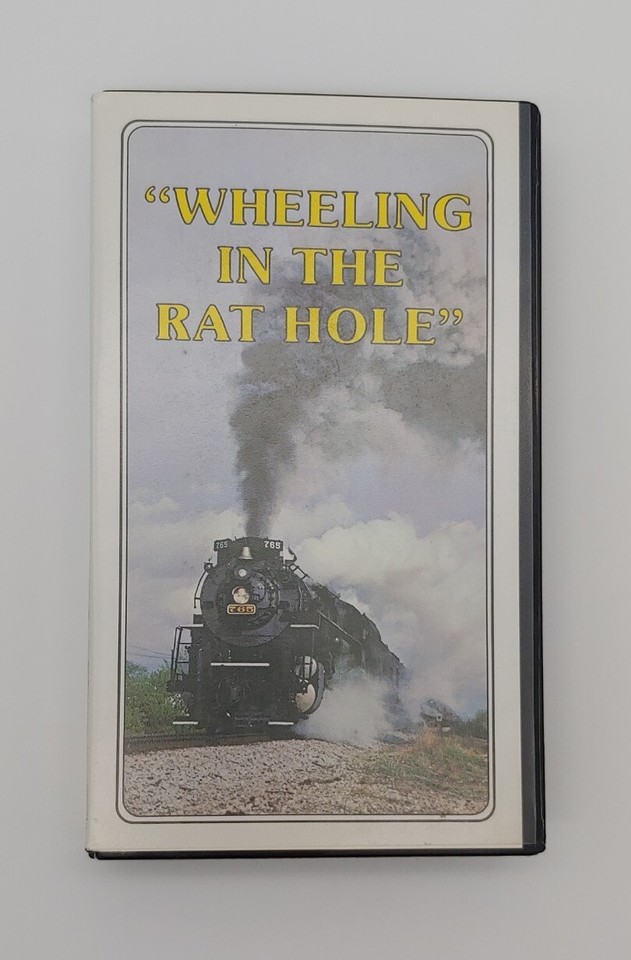 “WHEELING
IN THE
RAT HOLE”
765 765
765